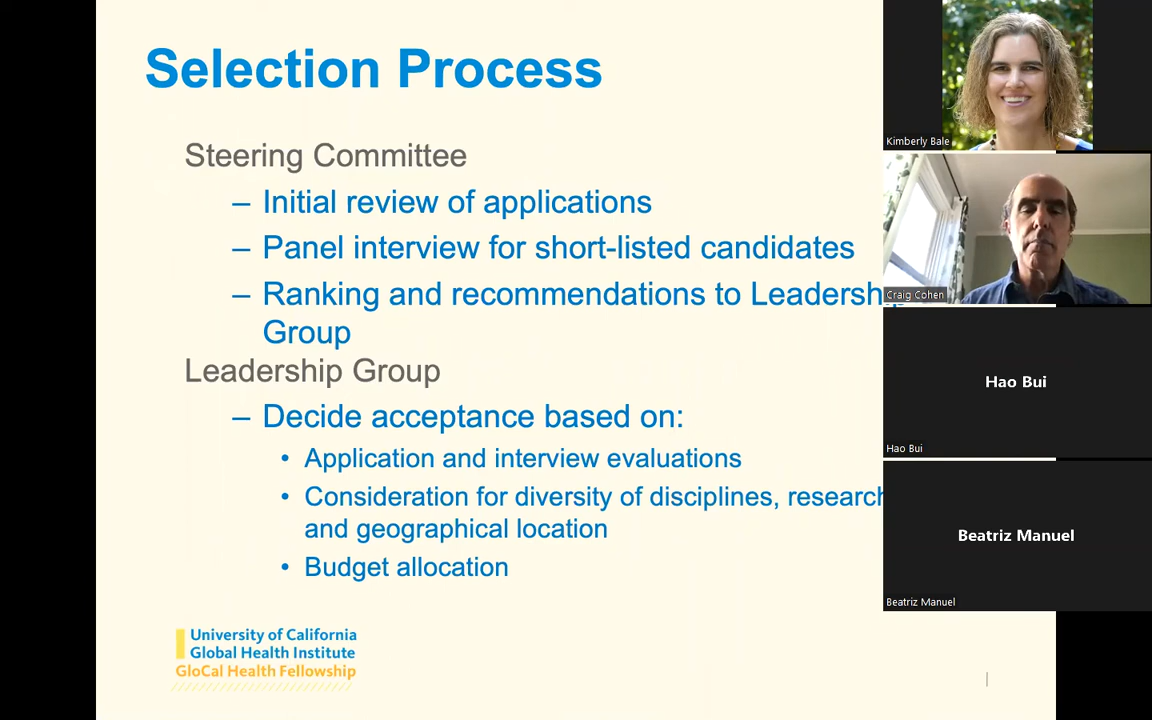 Selection Process
Steering Committee
– Initial review of applications
– Panel interview for short-listed candidates
– Ranking and recommendations to Leadership
Group
Leadership Group
– Decide acceptance based on:
• Application and interview evaluations
• Consideration for diversity of disciplines, research
and geographical location
• Budget allocation
University of California
Global Health Institute
GloCal Health Fellowship
Kimberly Bale
Craig Cohen
Hao Bui
Hao Bui
Beatriz Manuel
Beatriz Manuel